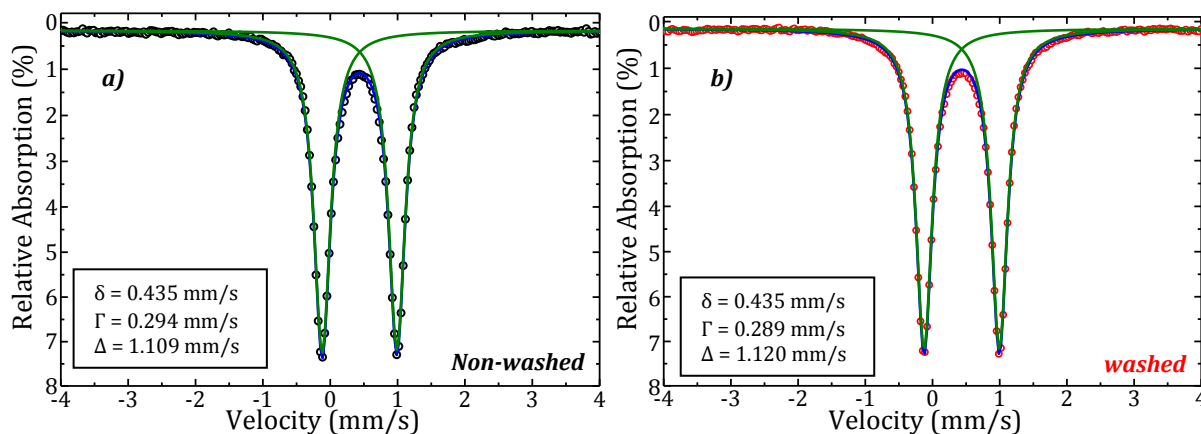 0
1
2
3
4
5
6
7
8
Relative Absorption (%)
a)
δ = 0.435 mm/s
Γ = 0.294 mm/s
Δ = 1.109 mm/s
Non-washed
-4 -3 -2 -1 0 1 2 3 4
Velocity (mm/s)
0
1
2
3
4
5
6
7
8
Relative Absorption (%)
b)
δ = 0.435 mm/s
Γ = 0.289 mm/s
Δ = 1.120 mm/s
washed
-4 -3 -2 -1 0 1 2 3 4
Velocity (mm/s)